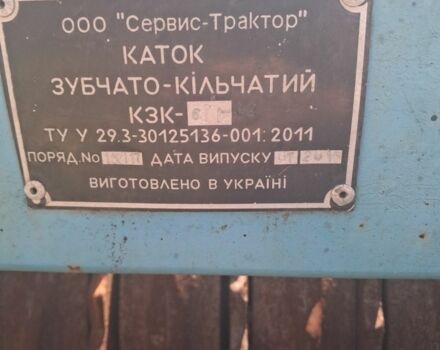 ООО "Сервис-Трактор"
КАТОК
ЗУБЧАТО-КІЛЬЧАТИЙ
КЗК-
ТУ У 29.3-30125136-001: 2011
ПОРЯД.No ДАТА ВИПУСКУ
ВИГОТОВЛЕНО В УКРАЇНІ